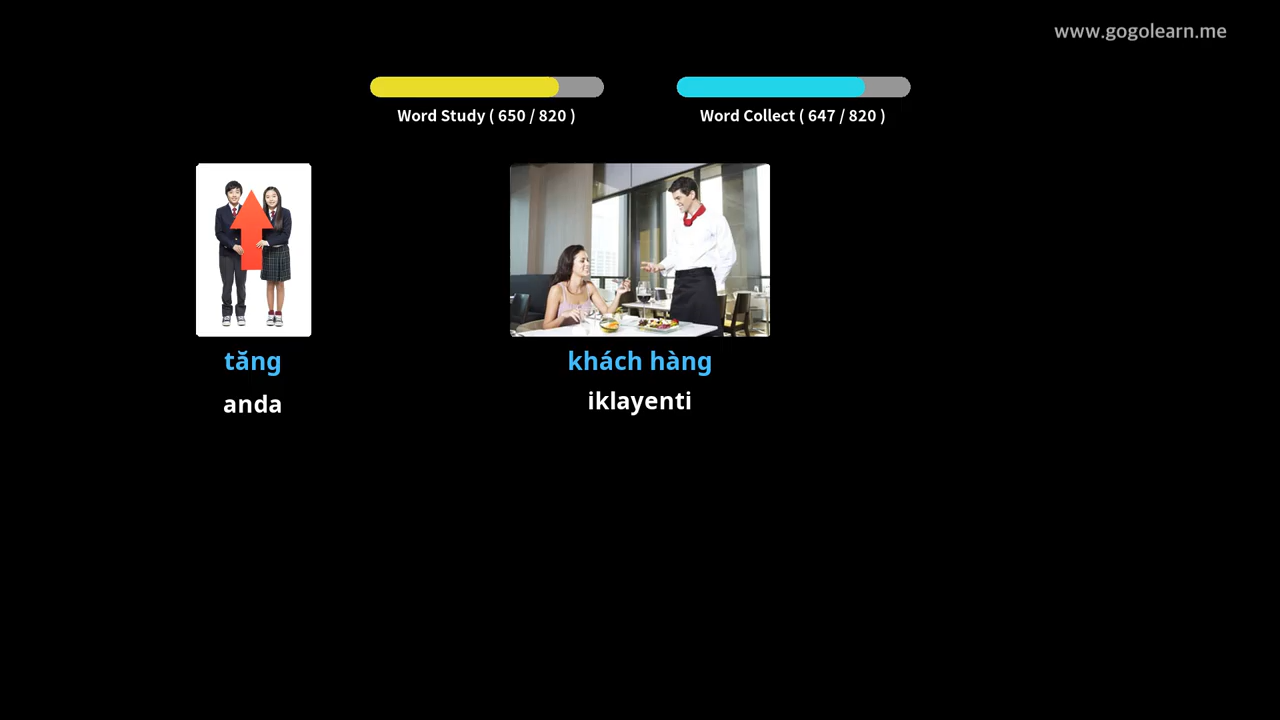 www.gogolearn.me
Word Study ( 650 / 820 )
Word Collect ( 647 / 820 )
tăng
khách hàng
anda
iklayenti